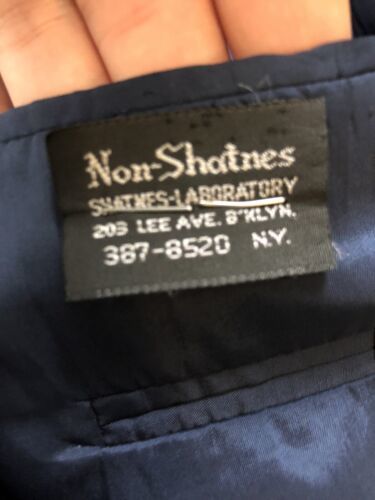 Non-Shatnes
SHATNES-LABORATORY
203 LEE AVE. B'KLYN.
387-8520 N.Y.